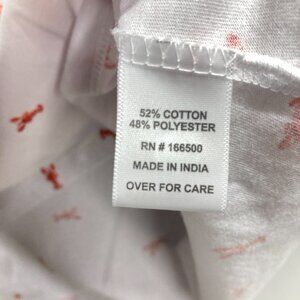 52% COTTON
48% POLYESTER
RN # 166500
MADE IN INDIA
OVER FOR CARE